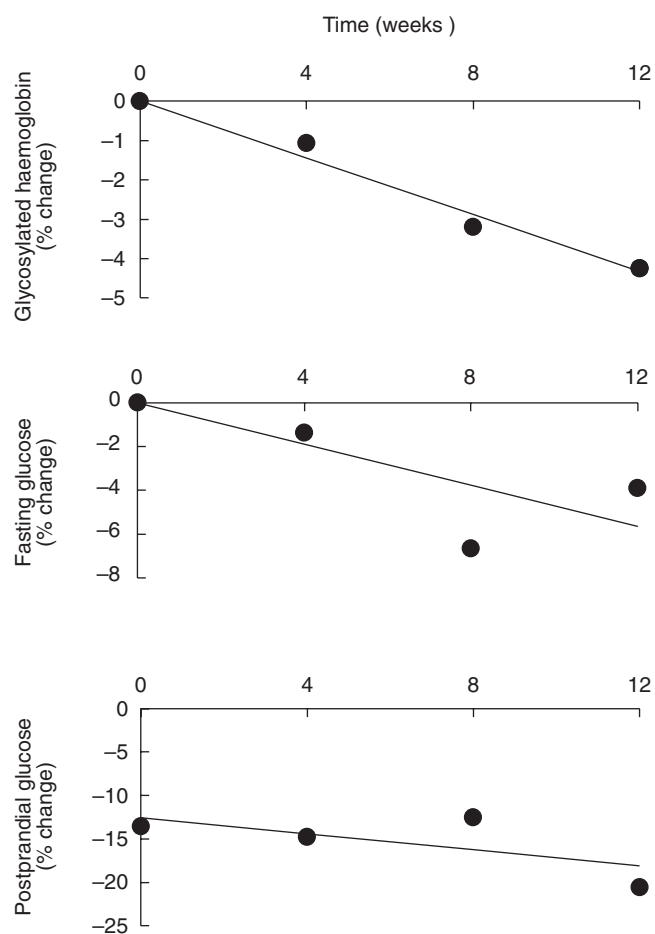 Time (weeks )
0 4 8 12
Glycosylated haemoglobin
(% change)
0
–1
–2
–3
–4
–5
0 4 8 12
Fasting glucose
(% change)
0
–2
–4
–6
–8
0 4 8 12
Postprandial glucose
(% change)
0
–5
–10
–15
–20
–25